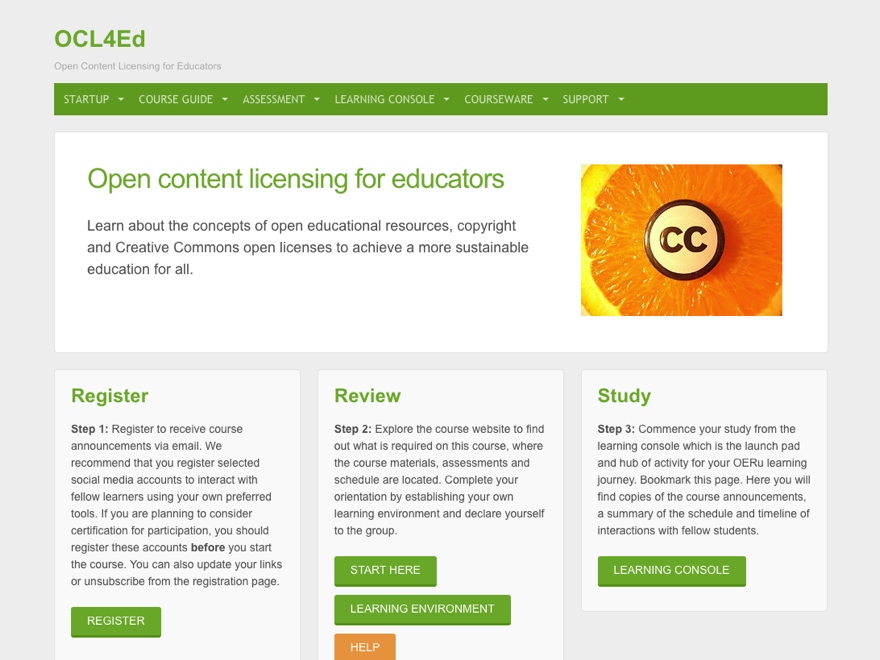 OCL4Ed
Open Content Licensing for Educators
STARTUP COURSE GUIDE ASSESSMENT LEARNING CONSOLE COURSEWARE SUPPORT
Open content licensing for educators
Learn about the concepts of open educational resources, copyright
and Creative Commons open licenses to achieve a more sustainable
education for all.
CC
Register
Step 1: Register to receive course
announcements via email. We
recommend that you register selected
social media accounts to interact with
fellow learners using your own preferred
tools. If you are planning to consider
certification for participation, you should
register these accounts before you start
the course. You can also update your links
or unsubscribe from the registration page.
REGISTER
Review
Step 2: Explore the course website to find
out what is required on this course, where
the course materials, assessments and
schedule are located. Complete your
orientation by establishing your own
learning environment and declare yourself
to the group.
START HERE
LEARNING ENVIRONMENT
HELP
Study
Step 3: Commence your study from the
learning console which is the launch pad
and hub of activity for your OERu learning
journey. Bookmark this page. Here you will
find copies of the course announcements,
a summary of the schedule and timeline of
interactions with fellow students.
LEARNING CONSOLE